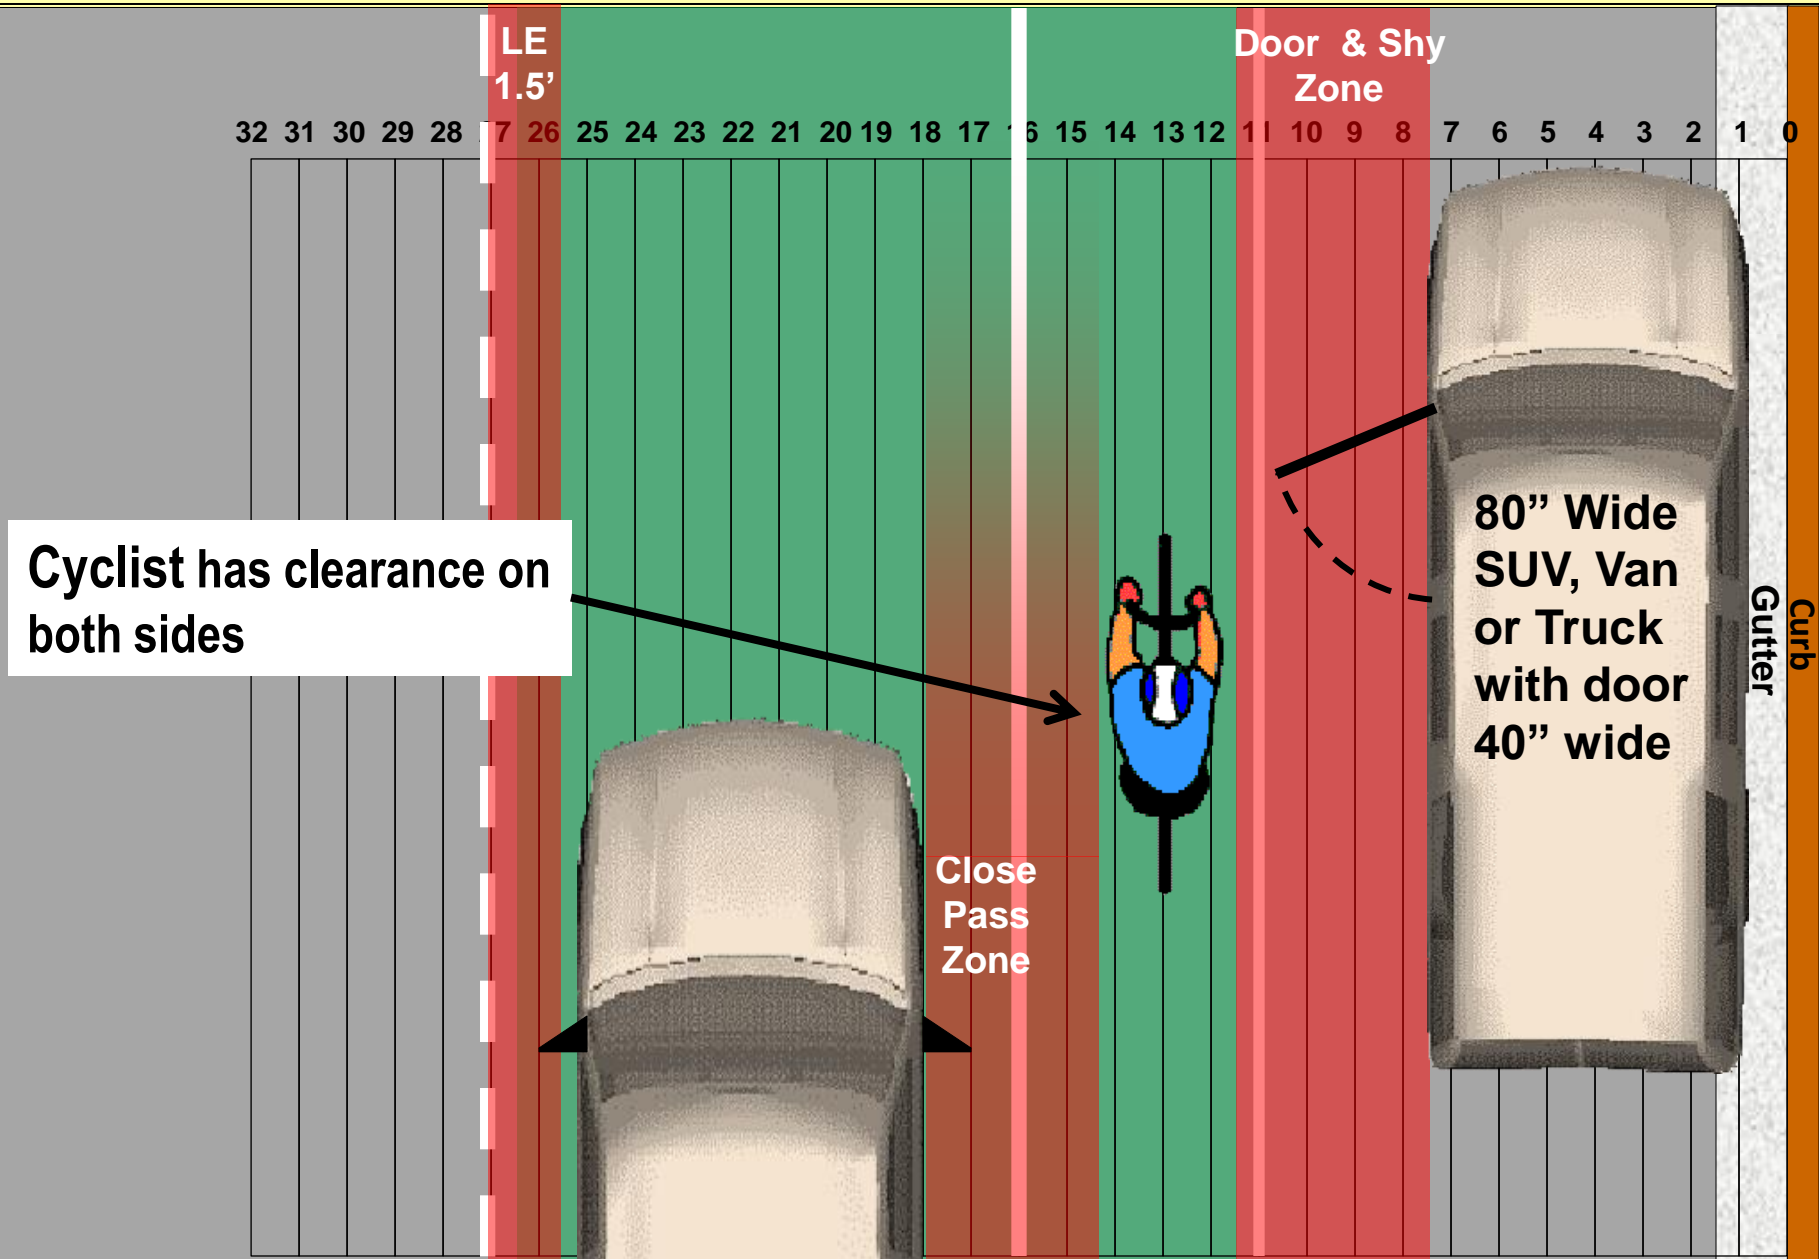 LE
1.5’
Door & Shy
Zone
32 31 30 29 28 27 26 25 24 23 22 21 20 19 18 17 16 15 14 13 12 11 10 9 8 7 6 5 4 3 2 1 0
Cyclist has clearance on
both sides
80” Wide
SUV, Van
or Truck
with door
40” wide
Gutter
Curb
Close
Pass
Zone